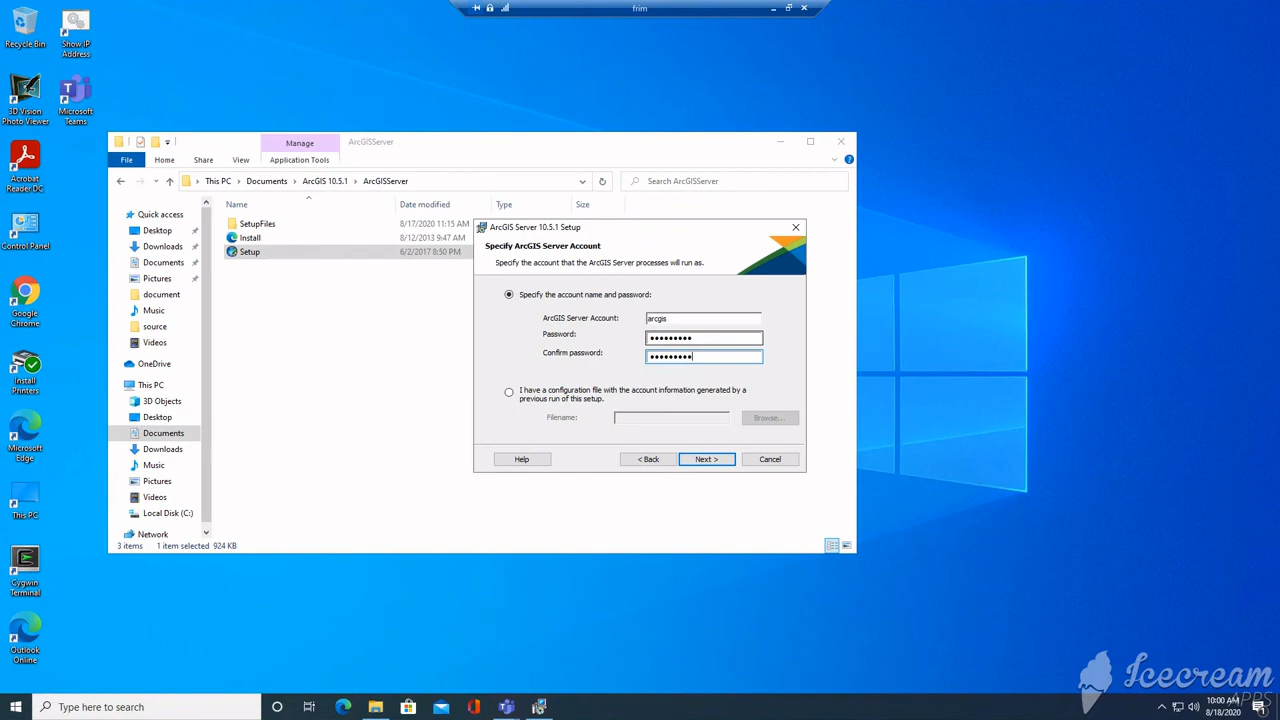 frim
Recycle Bin
Show IP
Address
3D Vision
Photo Viewer
Microsoft
Teams
Acrobat
Reader DC
Control Panel
Google
Chrome
Install
Printers
Microsoft
Edge
This PC
Cygwin
Terminal
Outlook
Online
Manage
ArcGISServer
File
Home
Share
View
Application Tools
This PC > Documents > ArcGIS 10.5.1 > ArcGISServer
Search ArcGISServer
Name
Date modified
Type
Size
SetupFiles
8/17/2020 11:15 AM
Install
8/12/2013 9:47 AM
Setup
6/2/2017 8:50 PM
Quick access
Desktop
Downloads
Documents
Pictures
document
Music
source
Videos
OneDrive
This PC
3D Objects
Desktop
Documents
Downloads
Music
Pictures
Videos
Local Disk (C:)
Network
3 items
1 item selected 924 KB
ArcGIS Server 10.5.1 Setup
Specify ArcGIS Server Account
Specify the account that the ArcGIS Server processes will run as.
Specify the account name and password:
ArcGIS Server Account:
arcgis
Password:
•••••••••
Confirm password:
•••••••••
I have a configuration file with the account information generated by a
previous run of this setup.
Filename:
Browse...
Help
< Back
Next >
Cancel
Type here to search
10:00 AM
8/18/2020
Icecream
APPS